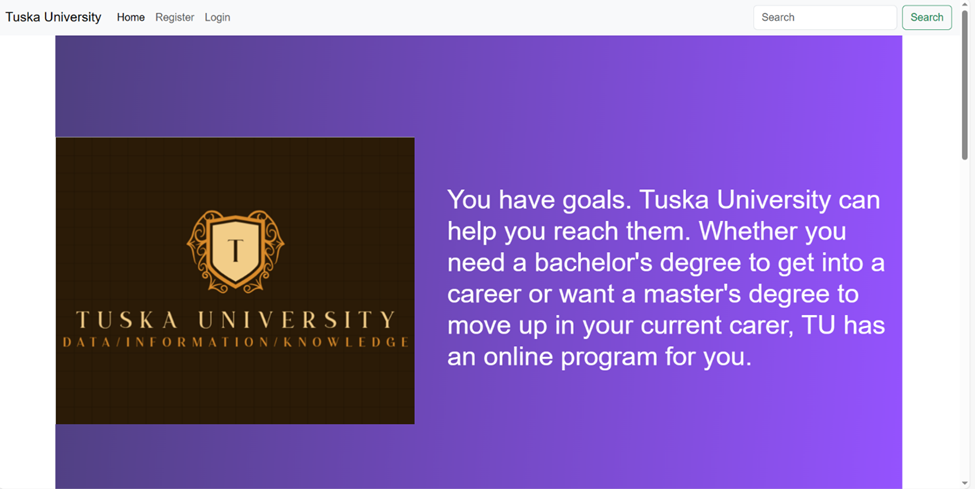 Tuska University Home Register Login Search Search
T
TUSKA UNIVERSITY
DATA/INFORMATION/KNOWLEDGE
You have goals. Tuska University can
help you reach them. Whether you
need a bachelor's degree to get into a
career or want a master's degree to
move up in your current carer, TU has
an online program for you.